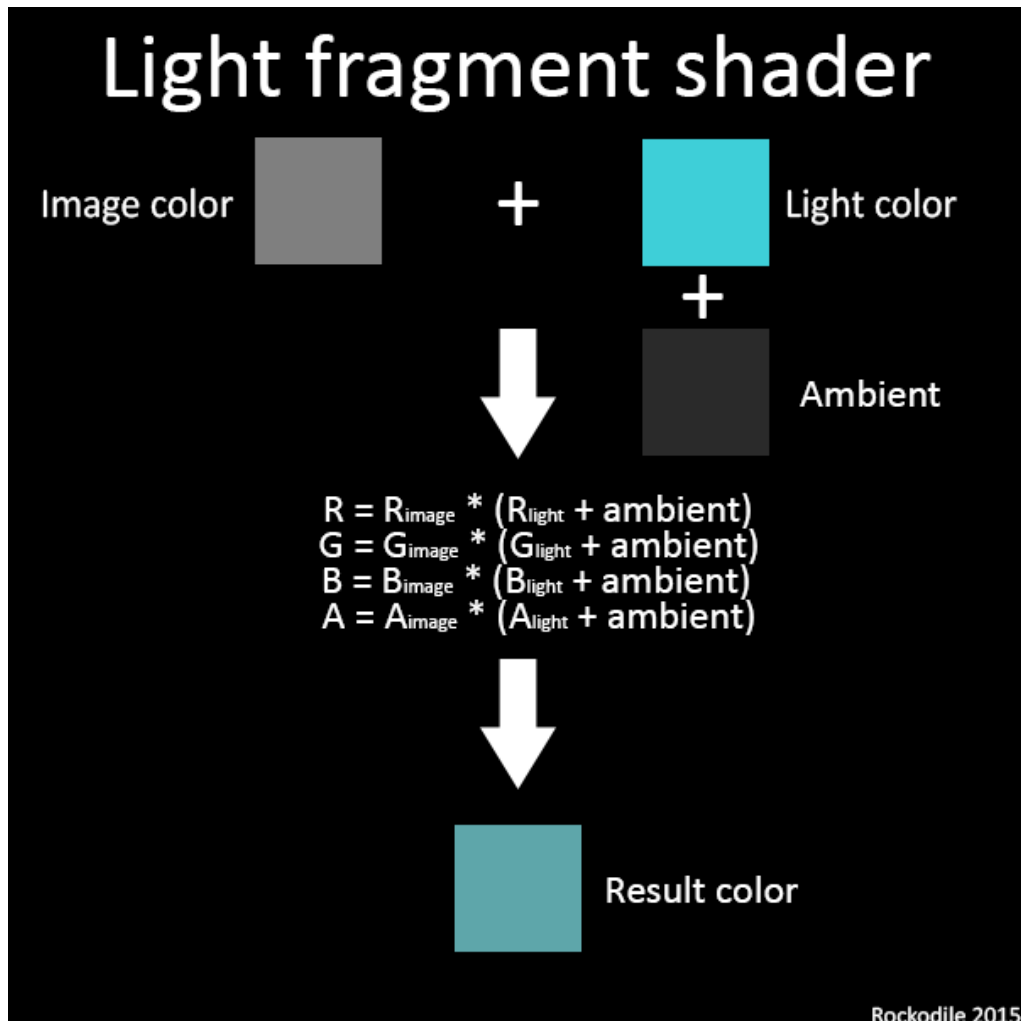 Light fragment shader
Image color
+
Light color
+
Ambient
R = Rimage * (Rlight + ambient)
G = Gimage * (Glight + ambient)
B = Bimage * (Blight + ambient)
A = Aimage * (Alight + ambient)
Result color
Rockodile 2015